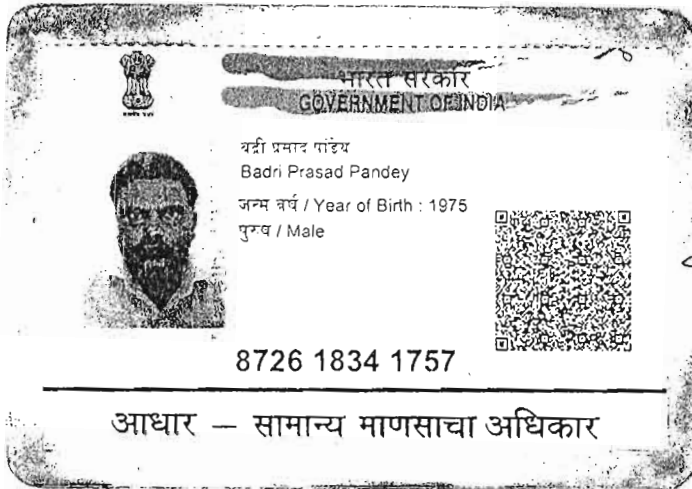 भारत सरकार
GOVERNMENT OF INDIA
बद्री प्रसाद पांडेय
Badri Prasad Pandey
जन्म वर्ष / Year of Birth : 1975
पुरुष / Male
8726 1834 1757
आधार — सामान्य माणसाचा अधिकार